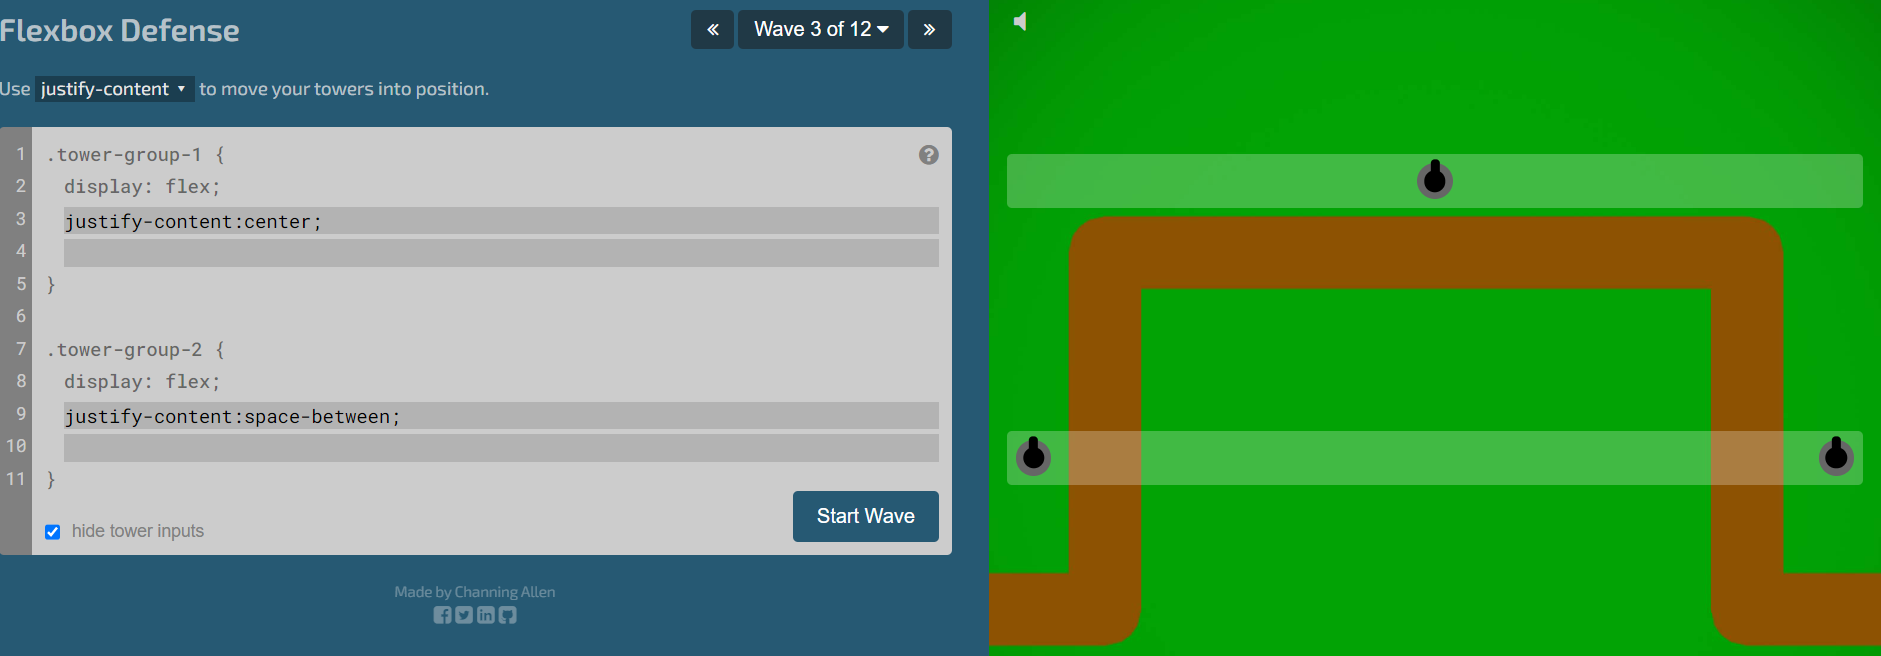 Flexbox Defense
« Wave 3 of 12 »
Use justify-content to move your towers into position.
1 .tower-group-1 {
2 display: flex;
3 justify-content:center;
4
5 }
6
7 .tower-group-2 {
8 display: flex;
9 justify-content:space-between;
10
11 }
?
hide tower inputs
Start Wave
Made by Channing Allen